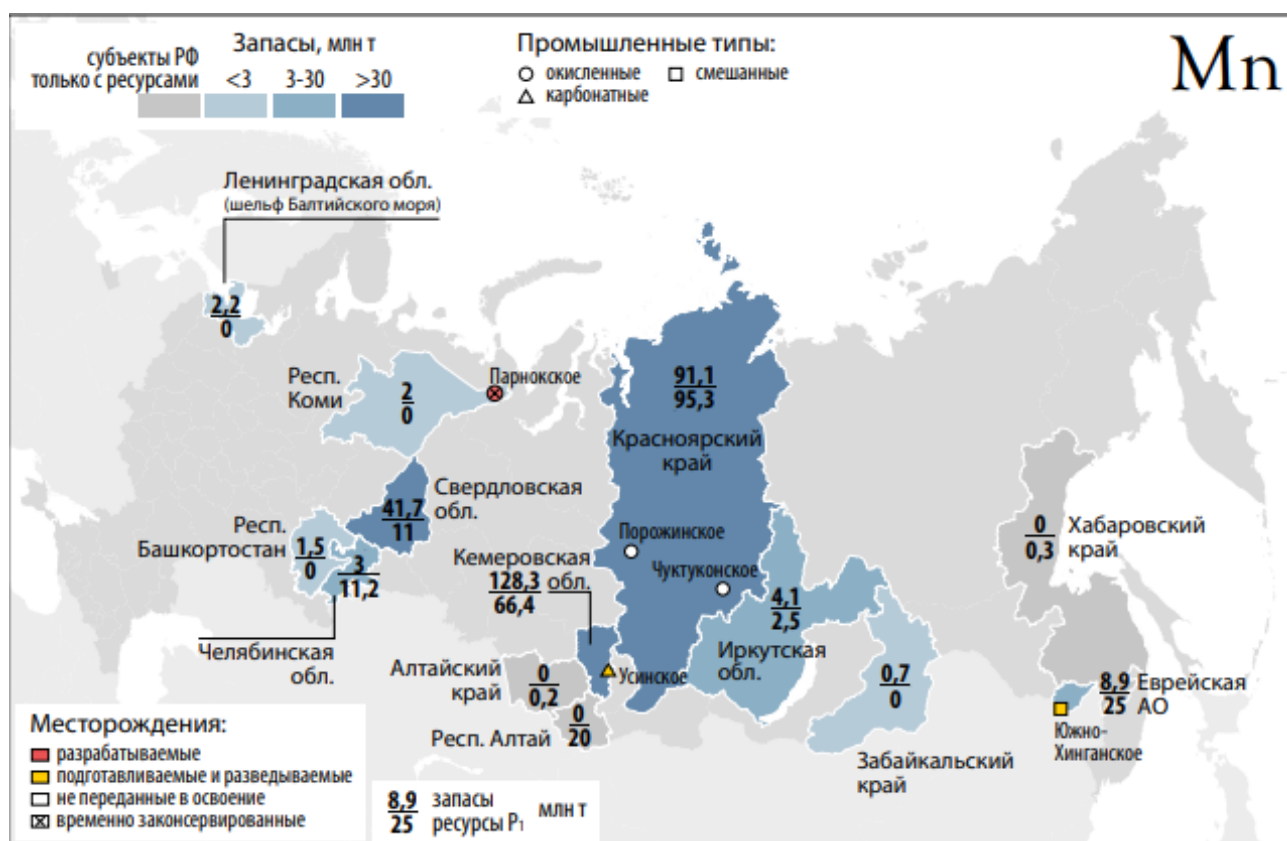 Mn
субъекты РФ
только с ресурсами
Запасы, млн т
<3 3-30 >30
Промышленные типы:
окисленные смешанные
карбонатные
Ленинградская обл.
(шельф Балтийского моря)
2,2
0
Респ.
Коми
2
0
Парнокское
91,1
95,3
Красноярский
край
Свердловская
обл.
41,7
11
Респ.
Башкортостан
1,5
0
3
11,2
Челябинская
обл.
Кемеровская
обл.
128,3
66,4
Порожинское
Чуктуконское
4,1
2,5
Иркутская
обл.
0
0,3
Хабаровский
край
Алтайский
край
0
0,2
Усинское
0
20
Респ. Алтай
0,7
0
Забайкальский
край
8,9
25
Еврейская
АО
Южно-
Хинганское
Месторождения:
разрабатываемые
подготавливаемые и разведываемые
не переданные в освоение
временно законсервированные
8,9
25
запасы
ресурсы P₁
млн т